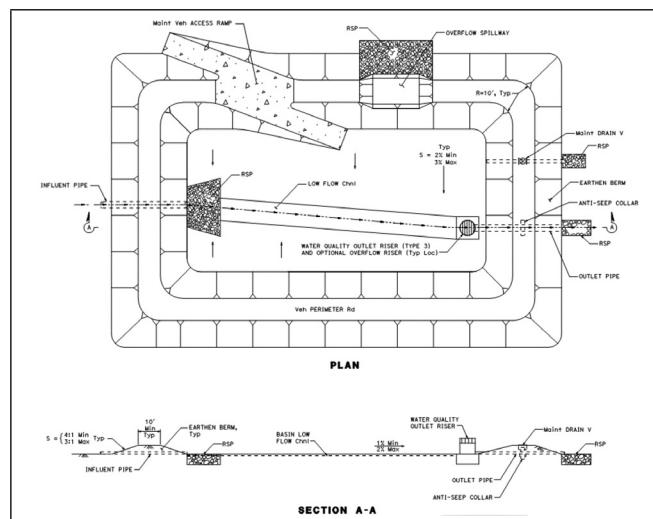 Maint Veh ACCESS RAMP
RSP
OVERFLOW SPILLWAY
R=10', Typ
Maint DRAIN V
RSP
Typ
S = 2% Min
3% Max
RSP
LOW FLOW Chnl
INFLUENT PIPE
EARTHEN BERM
ANTI-SEEP COLLAR
A
A
WATER QUALITY OUTLET RISER (TYPE 3)
AND OPTIONAL OVERFLOW RISER (Typ Loc)
RSP
OUTLET PIPE
Veh PERIMETER Rd
PLAN
10'
Min
Typ
S = (4:1 Min Typ
3:1 Max
EARTHEN BERM,
Typ
INFLUENT PIPE
RSP
BASIN LOW
FLOW Chnl
1% Min
2% Max
WATER QUALITY
OUTLET RISER
Maint DRAIN V
RSP
OUTLET PIPE
ANTI-SEEP COLLAR
SECTION A-A